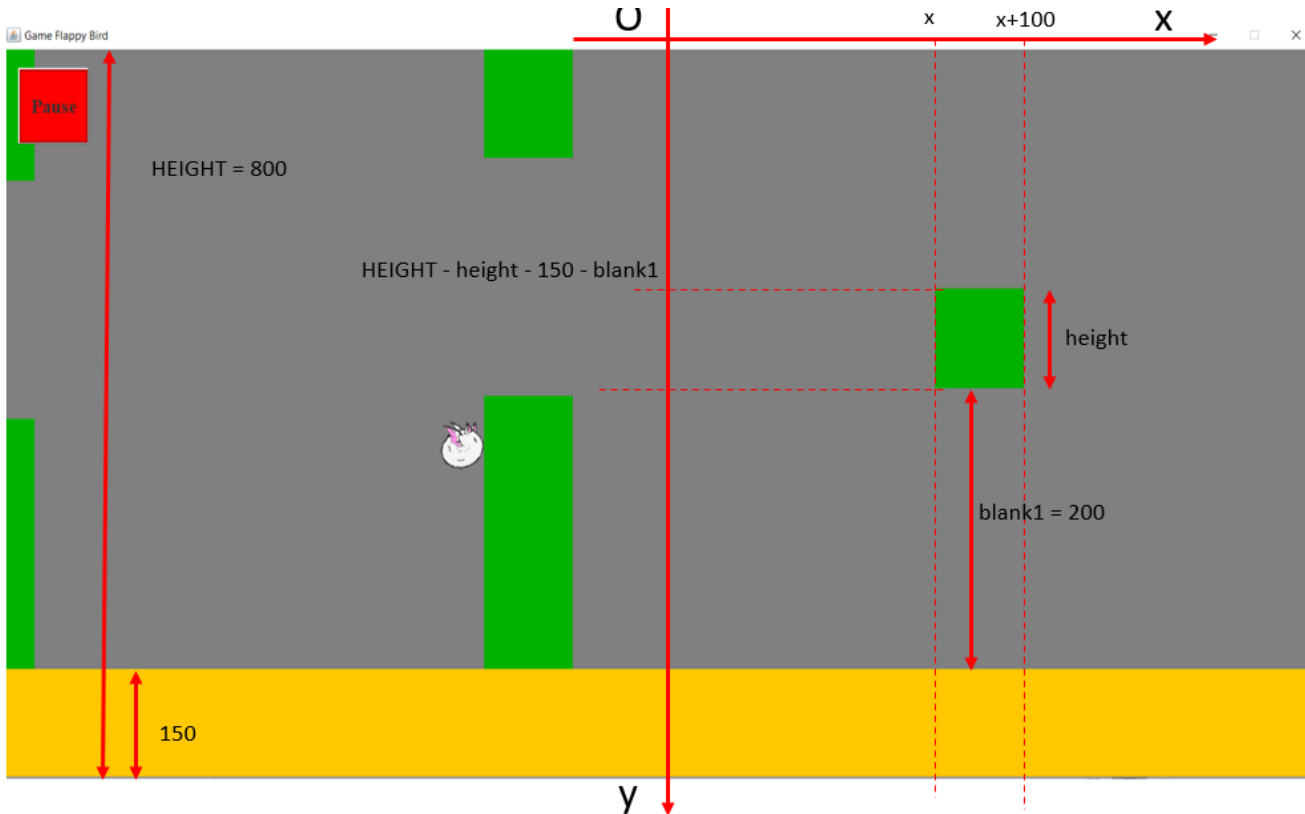 O
x
x+100
X
Game Flappy Bird
Pause
HEIGHT = 800
HEIGHT - height - 150 - blank1
height
blank1 = 200
150
y